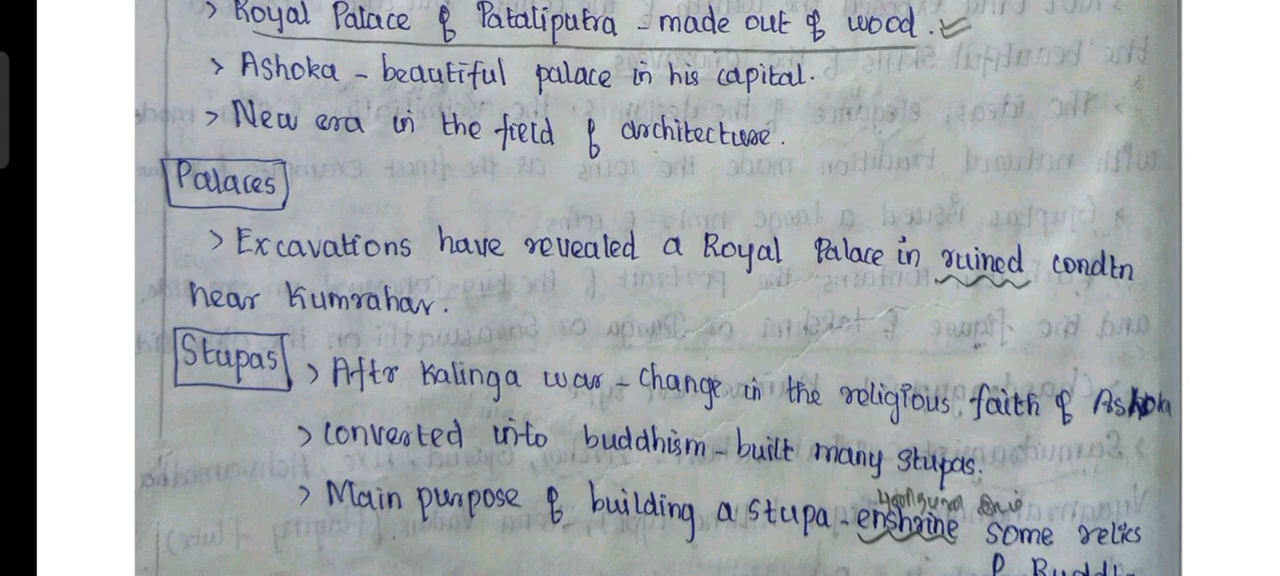 > Royal Palace of Pataliputra - made out of wood.
> Ashoka - beautiful palace in his capital.
> New era in the field of architecture.
Palaces
> Excavations have revealed a Royal Palace in ruined condtn
near Kumrahar.
Stupas > Aftr Kalinga war - change in the religious faith of Ashoka
> converted into buddhism - built many stupas.
> Main purpose of building a stupa - enshrine some relics